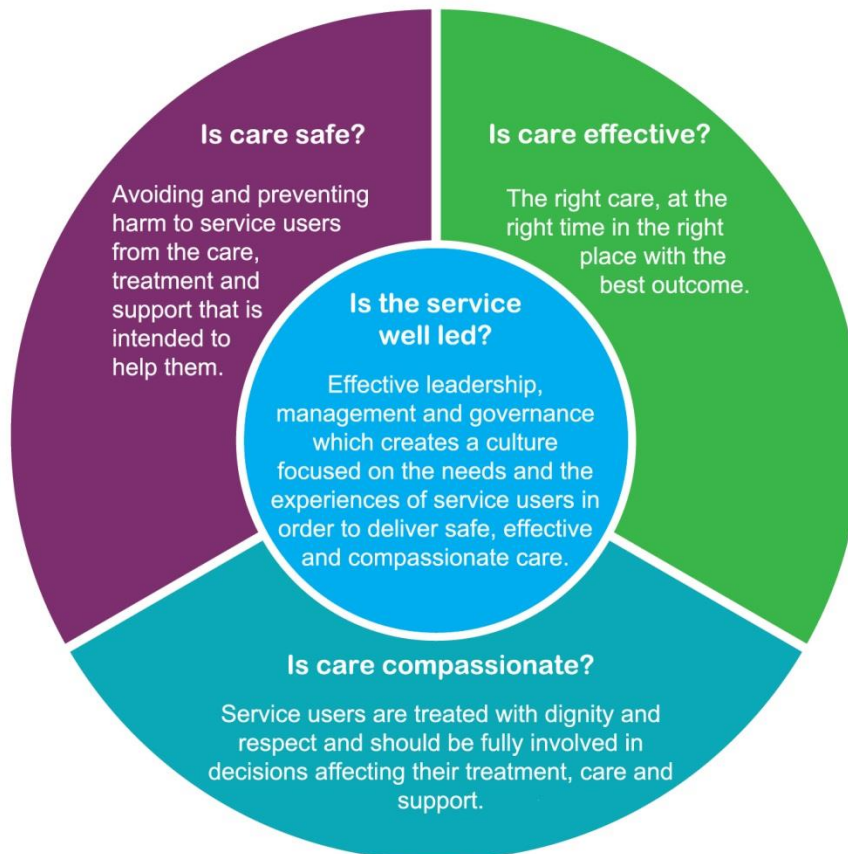 Is care safe?
Avoiding and preventing
harm to service users
from the care,
treatment and
support that is
intended to
help them.
Is care effective?
The right care, at the
right time in the right
place with the
best outcome.
Is the service
well led?
Effective leadership,
management and governance
which creates a culture
focused on the needs and the
experiences of service users in
order to deliver safe, effective
and compassionate care.
Is care compassionate?
Service users are treated with dignity and
respect and should be fully involved in
decisions affecting their treatment, care and
support.